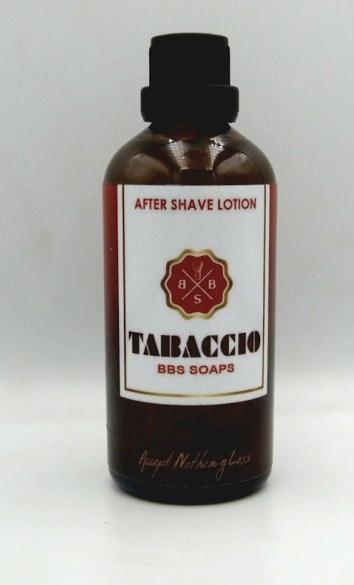 AFTER SHAVE LOTION
B B
S
TABACCIO
BBS SOAPS
Accept Nothing Less